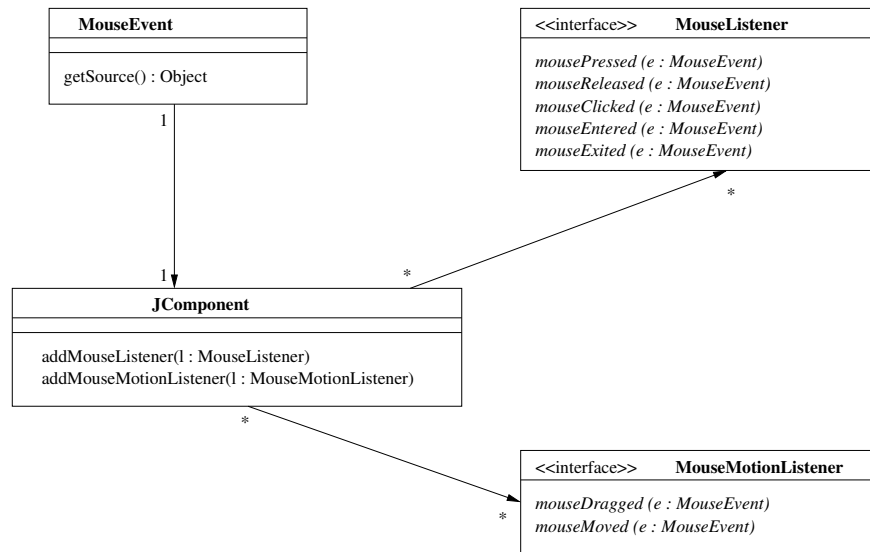 MouseEvent
getSource() : Object
1
1
<<interface>> MouseListener
mousePressed (e : MouseEvent)
mouseReleased (e : MouseEvent)
mouseClicked (e : MouseEvent)
mouseEntered (e : MouseEvent)
mouseExited (e : MouseEvent)
*
*
JComponent
addMouseListener(l : MouseListener)
addMouseMotionListener(l : MouseMotionListener)
*
*
<<interface>> MouseMotionListener
mouseDragged (e : MouseEvent)
mouseMoved (e : MouseEvent)